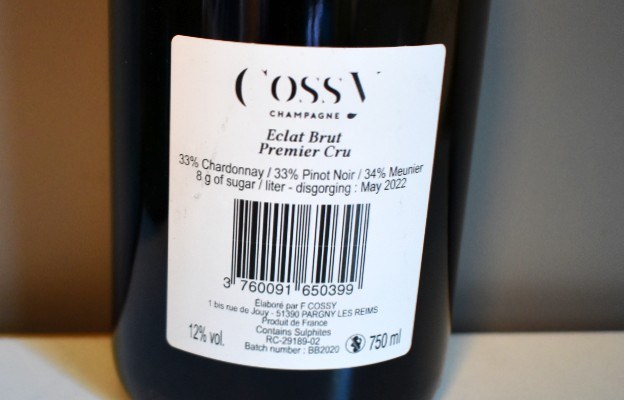 COSSY
CHAMPAGNE
Eclat Brut
Premier Cru
33% Chardonnay / 33% Pinot Noir / 34% Meunier
8 g of sugar / liter - disgorging : May 2022
3 760091 650399
Élaboré par F COSSY
1 bis rue de Jouy - 51390 PARGNY LES REIMS
Produit de France
Contains Sulphites
RC-29189-02
Batch number : BB2020
12% vol.
750 ml